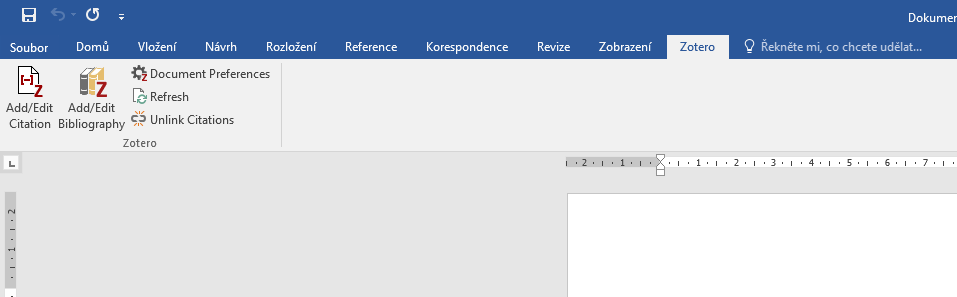 Dokumen
Soubor Domů Vložení Návrh Rozložení Reference Korespondence Revize Zobrazení Zotero Řekněte mi, co chcete udělat...
Add/Edit Citation
Add/Edit Bibliography
Document Preferences
Refresh
Unlink Citations
Zotero
2 1 1 2 3 4 5 6 7
2
1